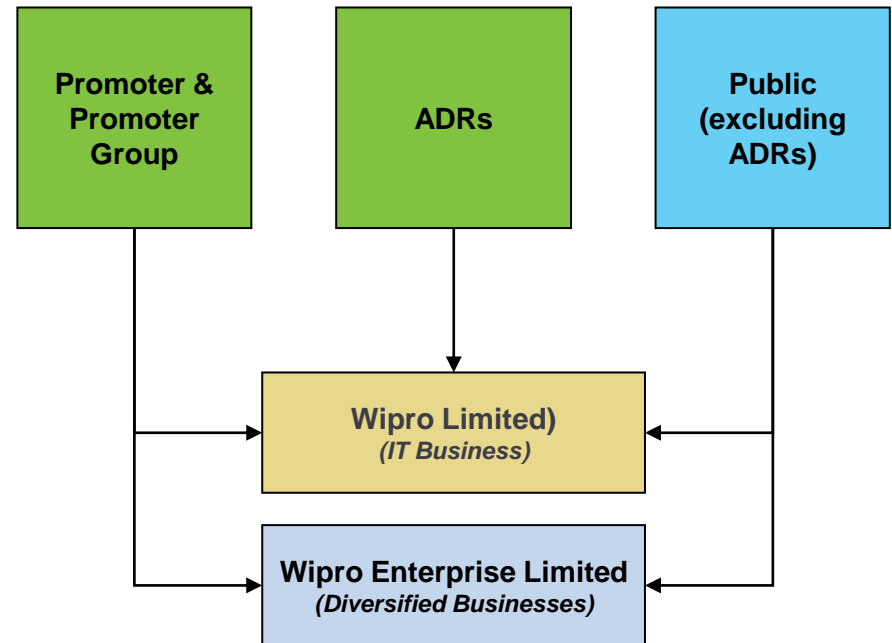 Promoter &
Promoter
Group
ADRs
Public
(excluding
ADRs)
Wipro Limited)
(IT Business)
Wipro Enterprise Limited
(Diversified Businesses)